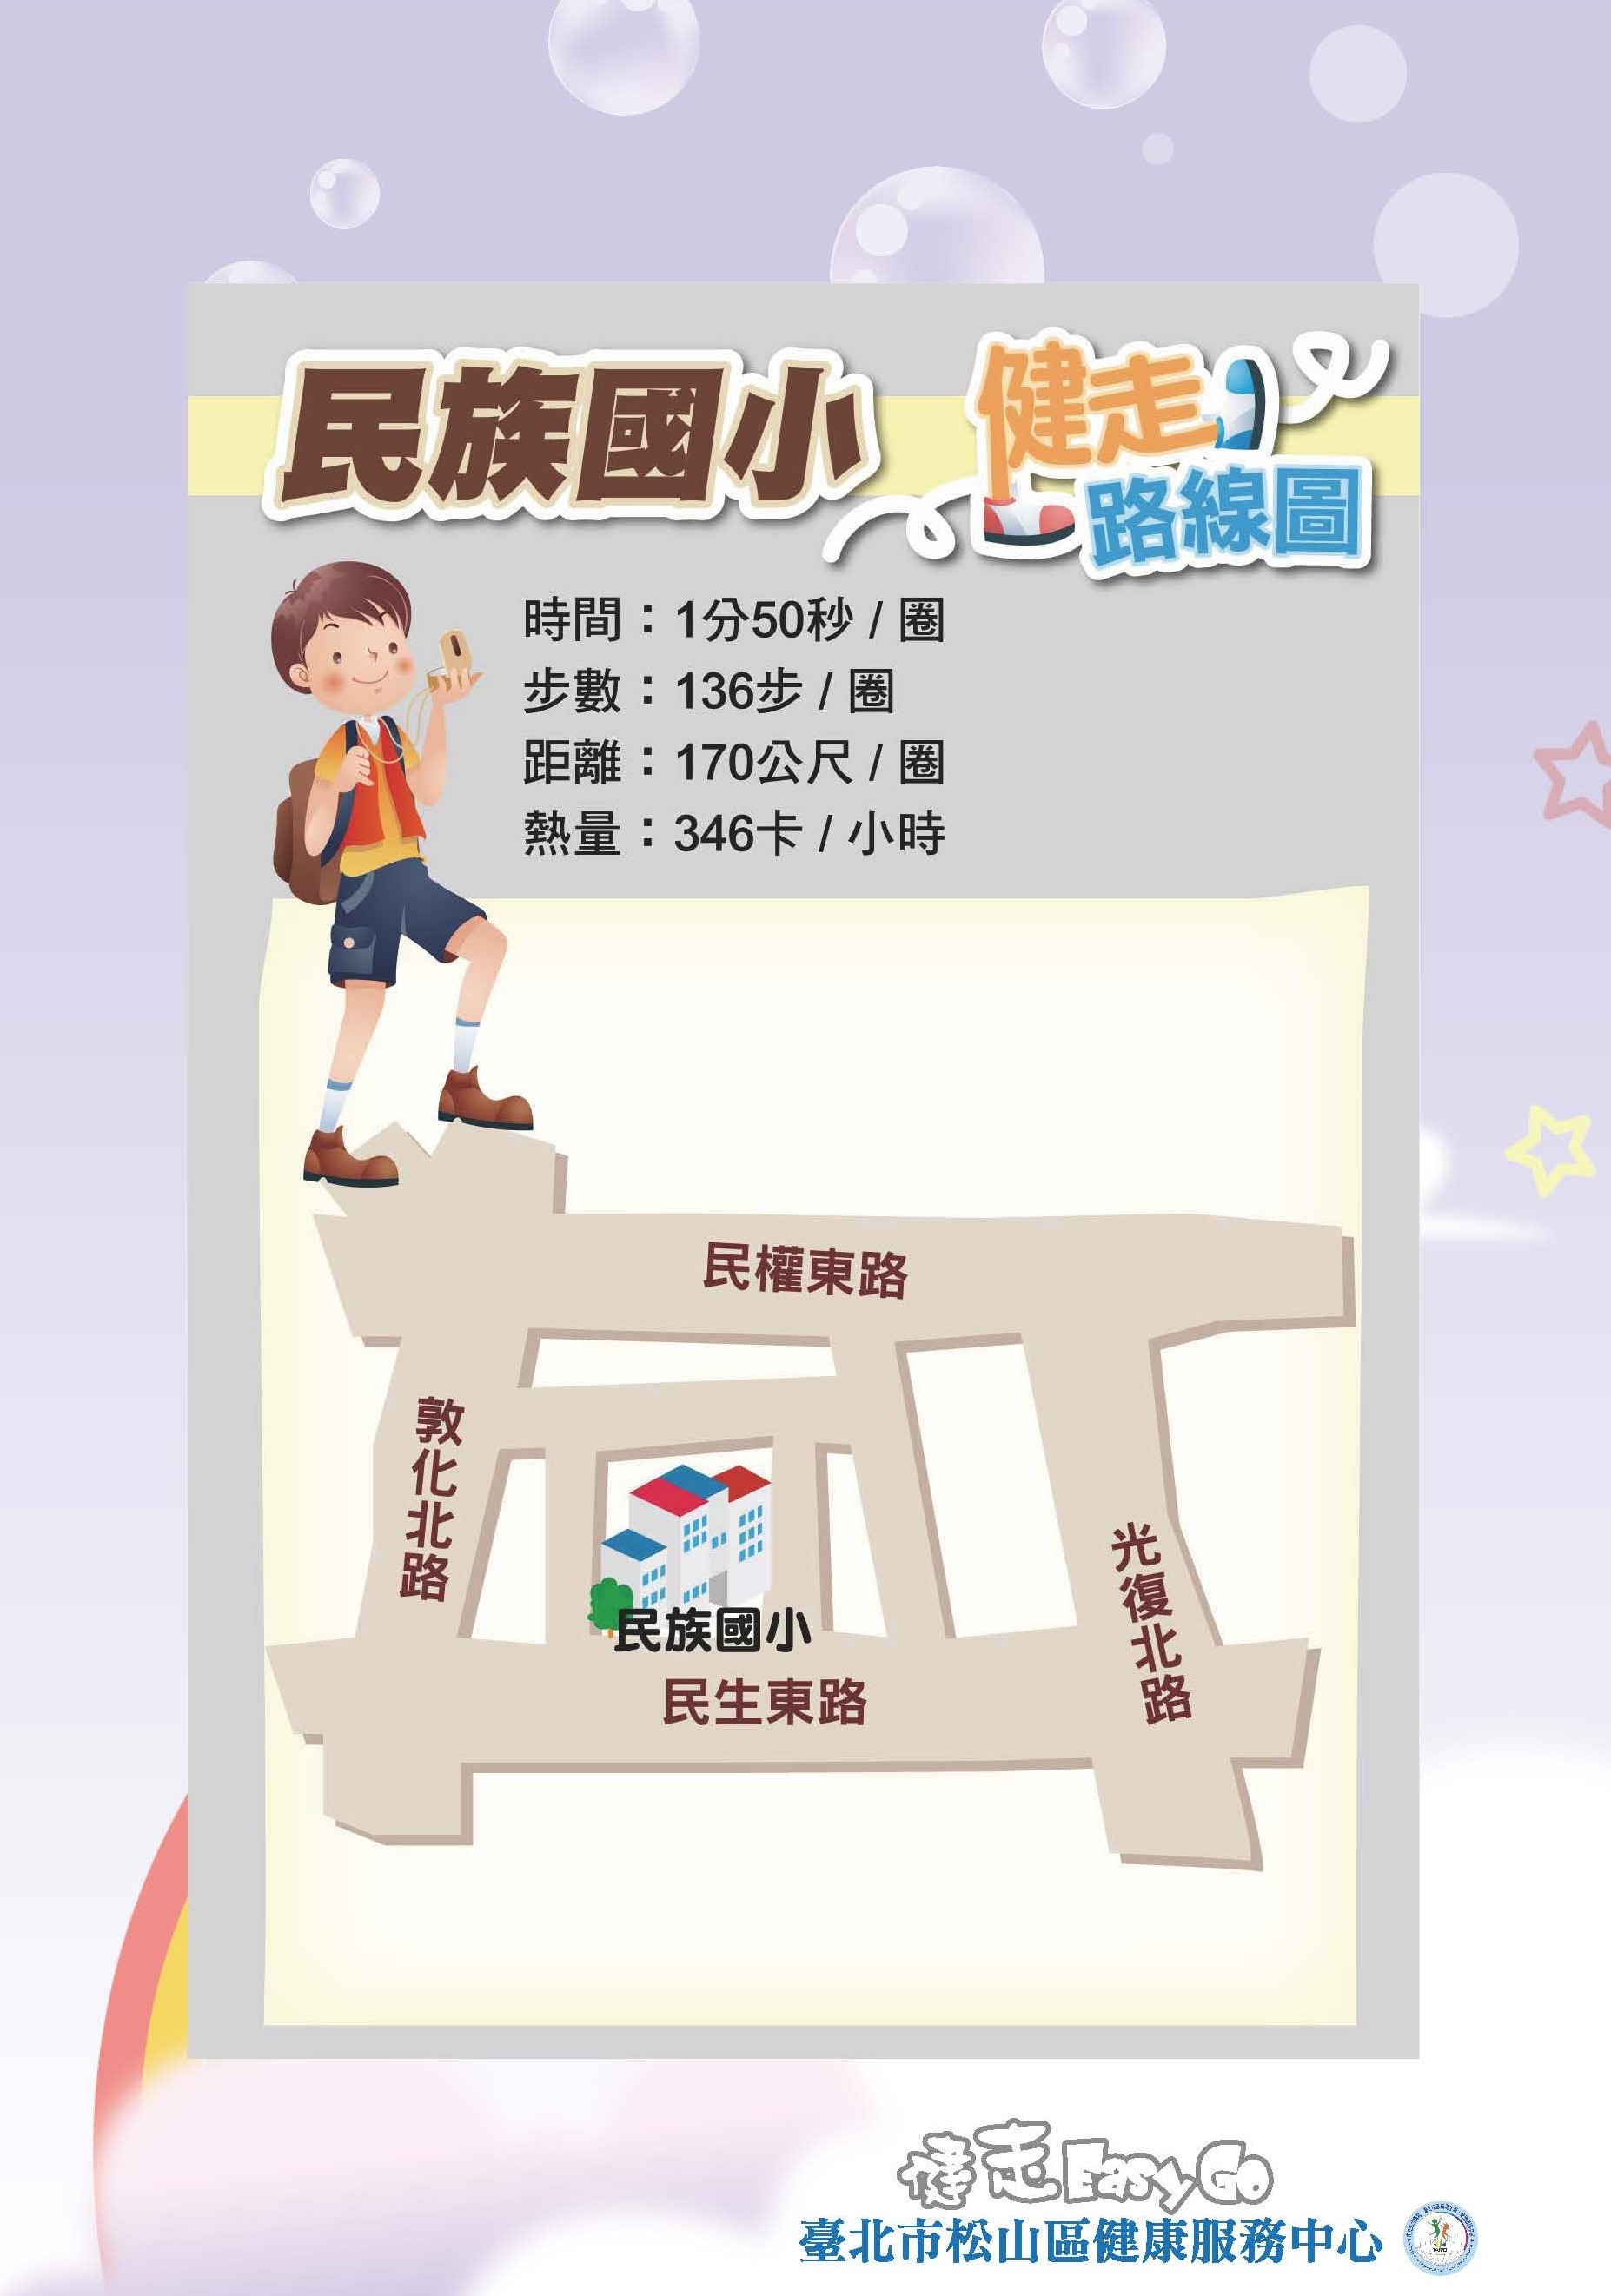 民族國小
健走
路線圖
時間：1分50秒 / 圈
步數：136步 / 圈
距離：170公尺 / 圈
熱量：346卡 / 小時
民權東路
敦化北路
光復北路
民族國小
民生東路
健走EasyGo
臺北市松山區健康服務中心